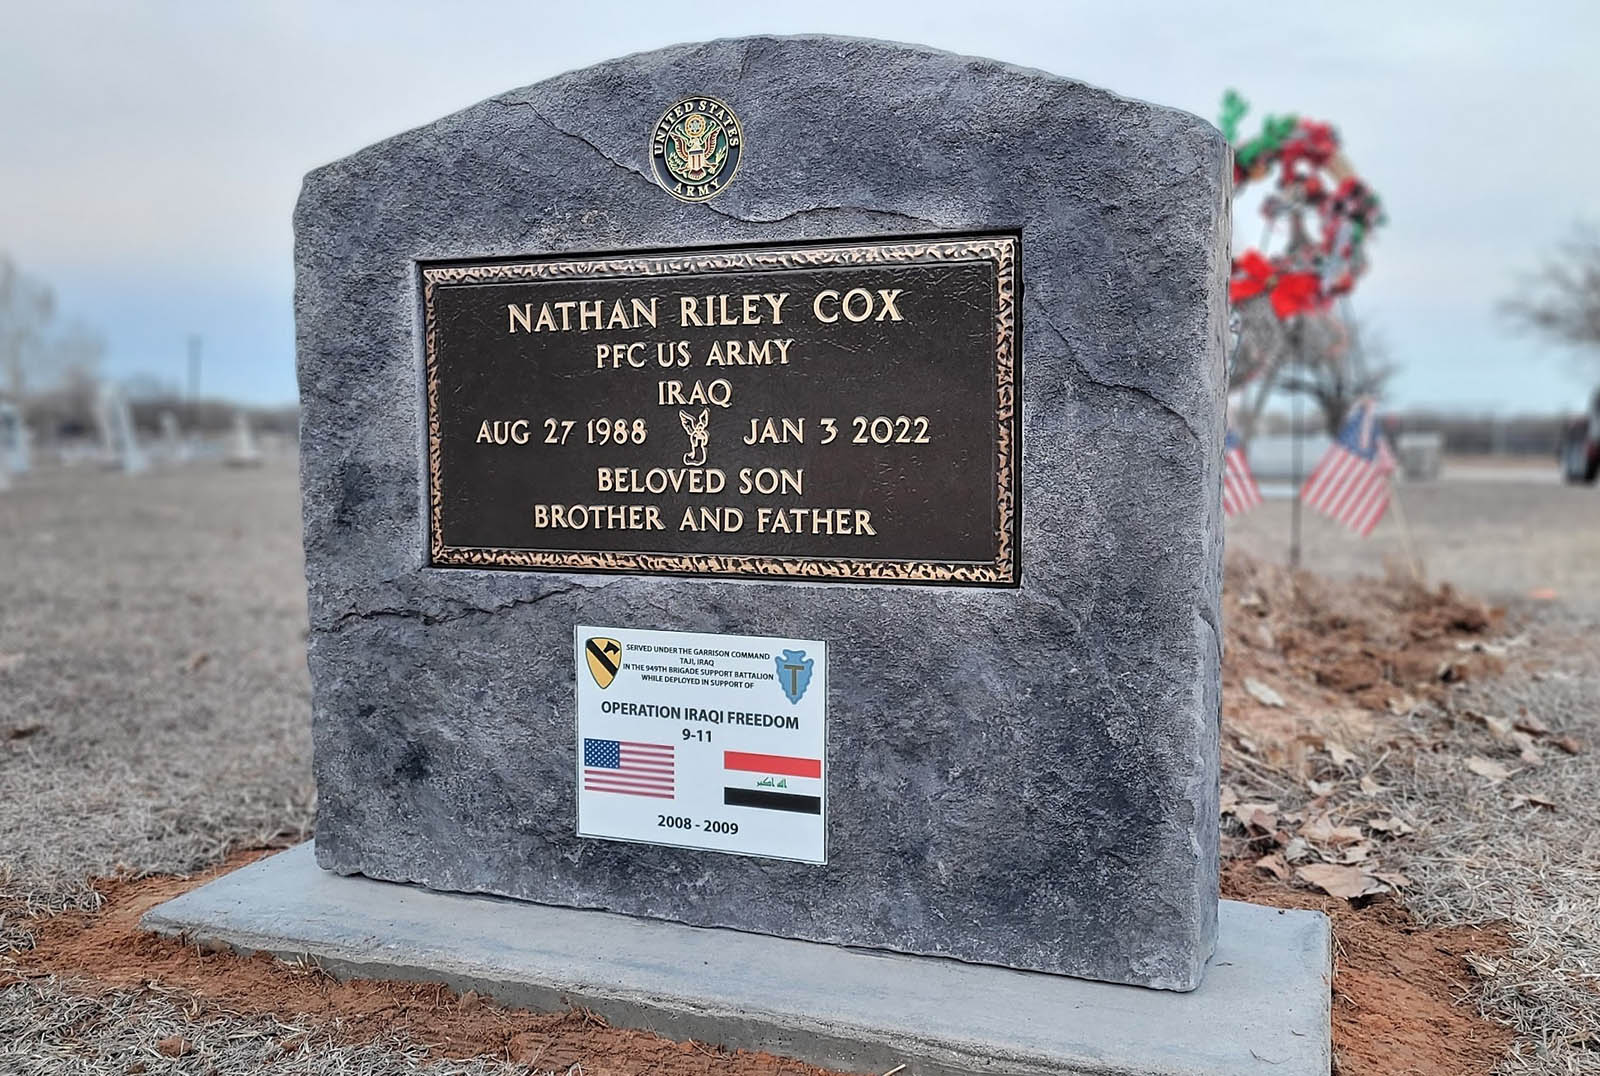 UNITED STATES
ARMY
NATHAN RILEY COX
PFC US ARMY
IRAQ
AUG 27 1988 JAN 3 2022
BELOVED SON
BROTHER AND FATHER
SERVED UNDER THE GARRISON COMMAND
TAJI, IRAQ
IN THE 949TH BRIGADE SUPPORT BATTALION
WHILE DEPLOYED IN SUPPORT OF
T
OPERATION IRAQI FREEDOM
9-11
الله اكبر
2008 - 2009